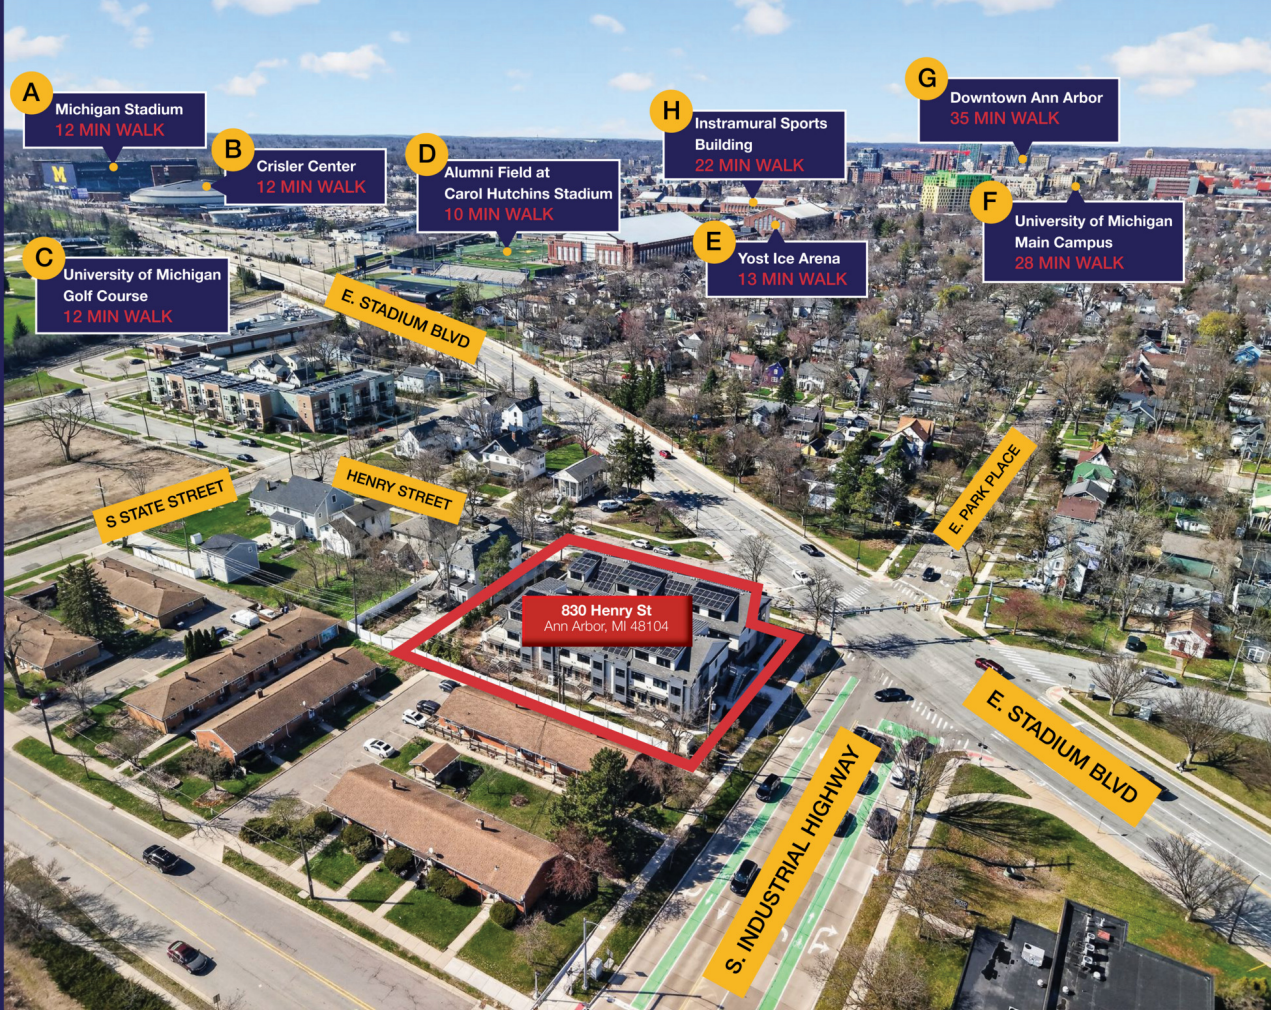 A
Michigan Stadium
12 MIN WALK
B
Crisler Center
12 MIN WALK
C
University of Michigan
Golf Course
12 MIN WALK
D
Alumni Field at
Carol Hutchins Stadium
10 MIN WALK
H
Instramural Sports
Building
22 MIN WALK
E
Yost Ice Arena
13 MIN WALK
G
Downtown Ann Arbor
35 MIN WALK
F
University of Michigan
Main Campus
28 MIN WALK
M
E. STADIUM BLVD
S STATE STREET
HENRY STREET
E. PARK PLACE
830 Henry St
Ann Arbor, MI 48104
E. STADIUM BLVD
S. INDUSTRIAL HIGHWAY